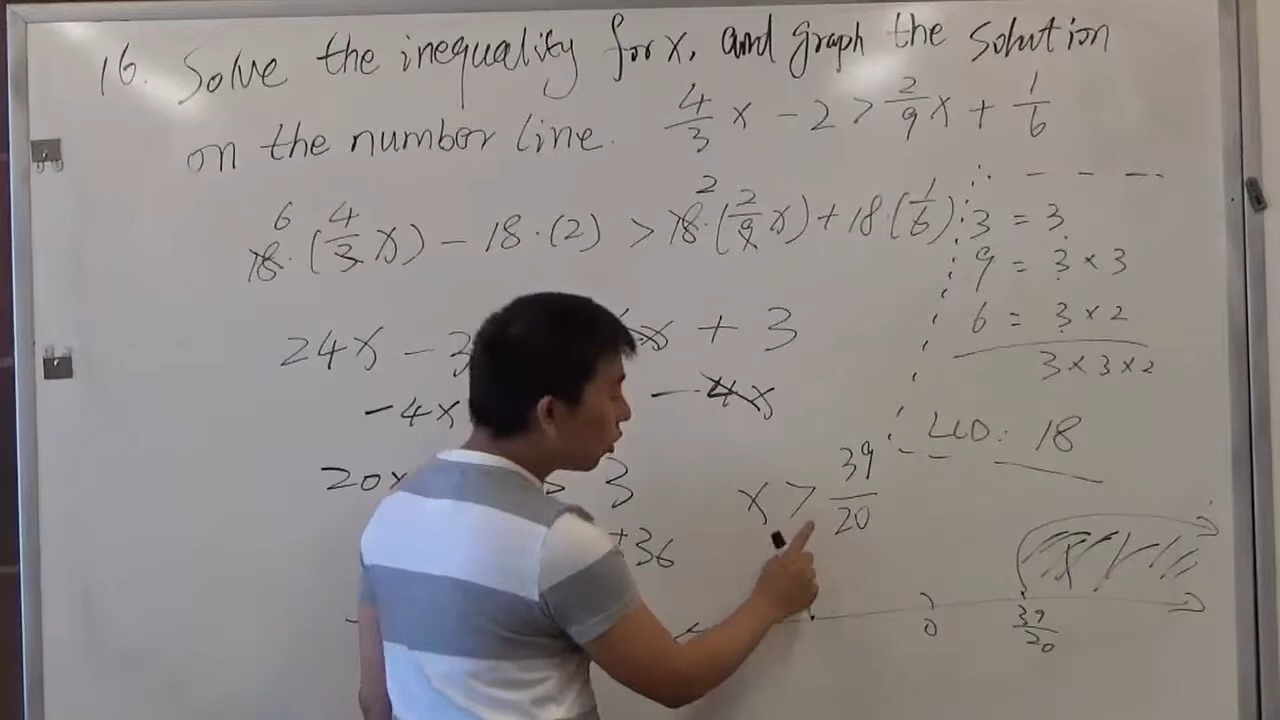 16. Solve the inequality for x, and graph the solution
on the number line. 4/3 x - 2 > 2/9 x + 1/6
6 2
18·(4/3 x) - 18·(2) > 18·(2/9 x) + 18(1/6)
3 = 3
9 = 3 × 3
6 = 3 × 2
3 × 3 × 2
LCD: 18
24x - 3 4x + 3
-4x - 4x
20x 3
+36
x > 39/20
0 39/20
x